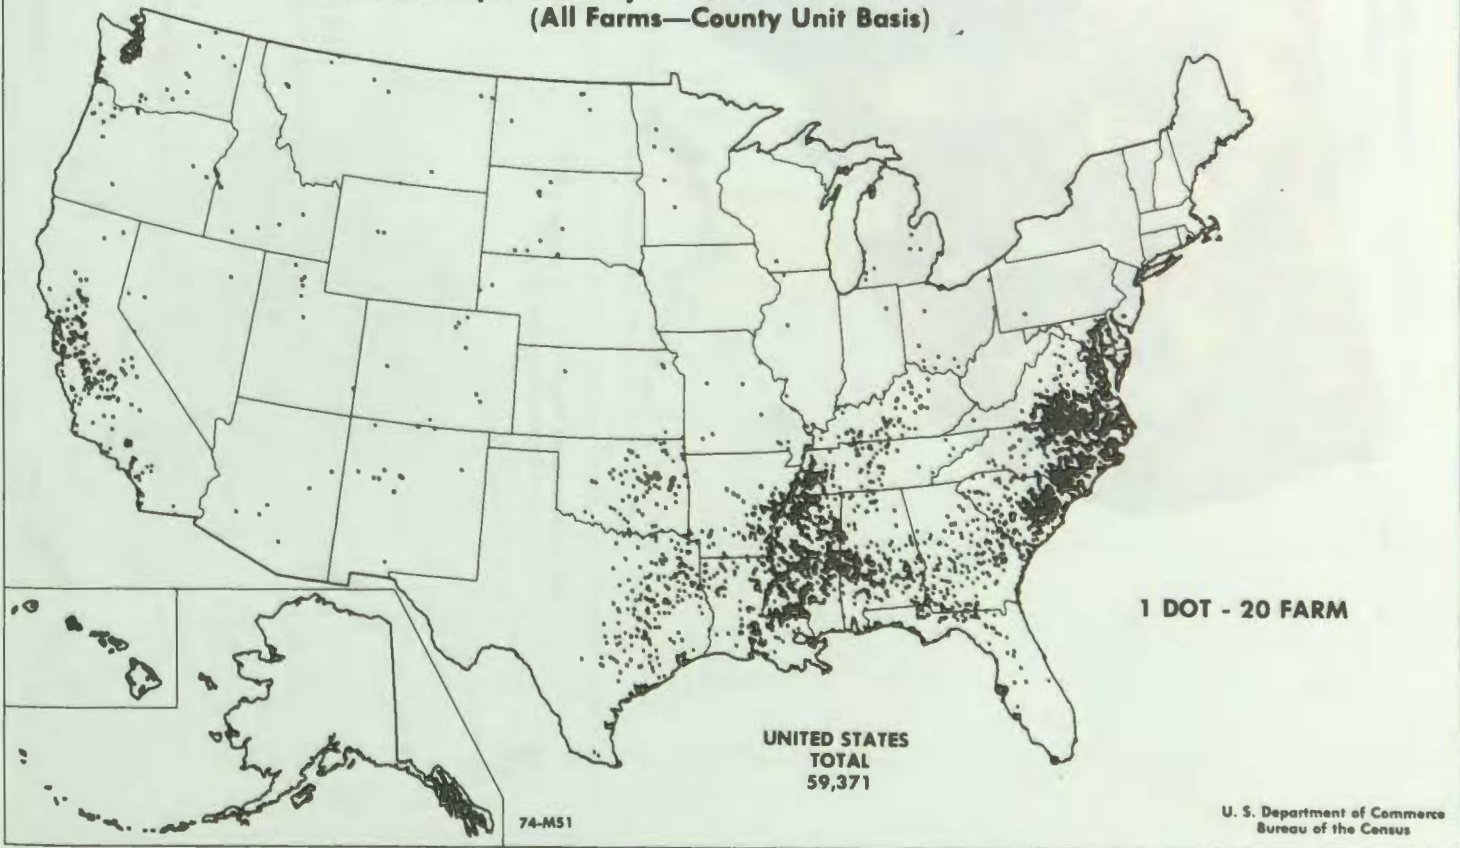 (All Farms—County Unit Basis)
1 DOT - 20 FARM
UNITED STATES
TOTAL
59,371
74-M51
U. S. Department of Commerce
Bureau of the Census